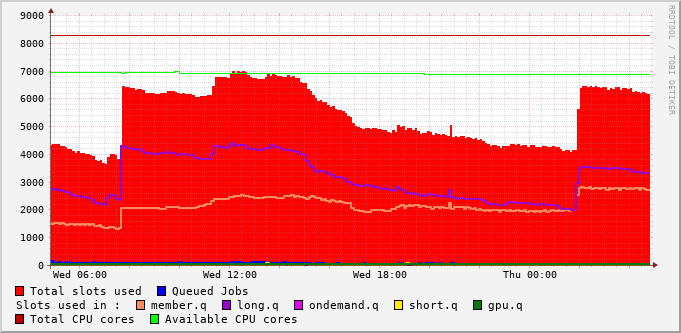 9000
8000
7000
6000
5000
4000
3000
2000
1000
0
Wed 06:00 Wed 12:00 Wed 18:00 Thu 00:00
RRDTOOL / TOBI OETIKER
Total slots used Queued Jobs
Slots used in : member.q long.q ondemand.q short.q gpu.q
Total CPU cores Available CPU cores